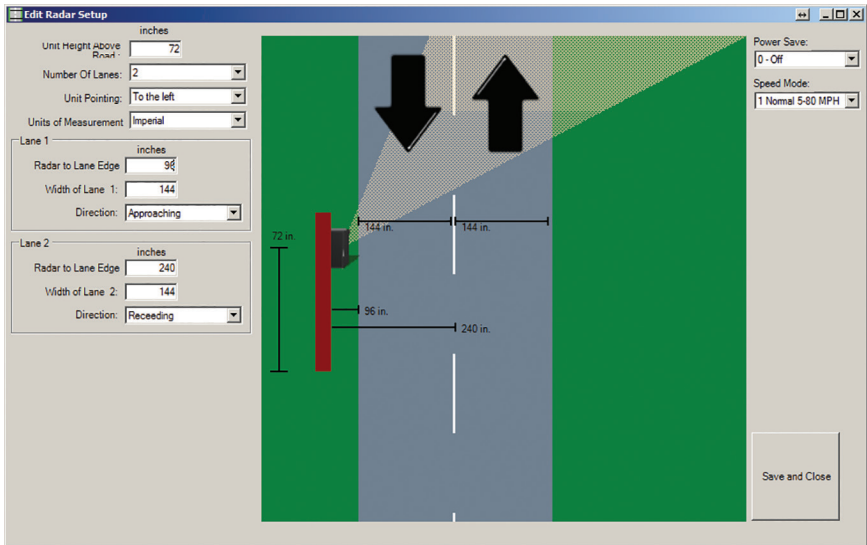 Edit Radar Setup
inches
Unit Height Above Road :
72
Number Of Lanes: 2
Unit Pointing: To the left
Units of Measurement Imperial
Lane 1
inches
Radar to Lane Edge 96
Width of Lane 1: 144
Direction: Approaching
Lane 2
inches
Radar to Lane Edge 240
Width of Lane 2: 144
Direction: Receeding
144 in.
144 in.
72 in.
96 in.
240 in.
Power Save:
0 - Off
Speed Mode:
1 Normal 5-80 MPH
Save and Close